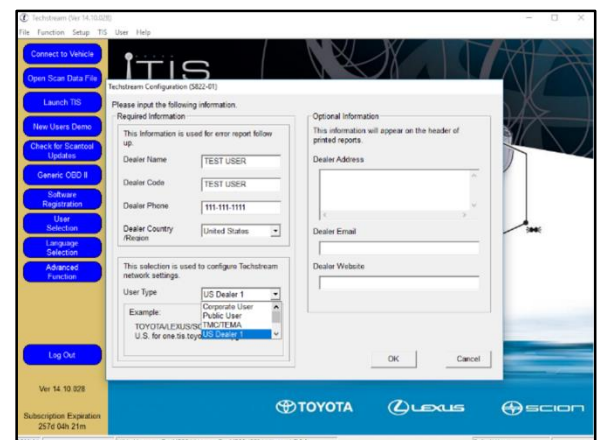 Techstream (Ver 14.10.028)
File Function Setup TIS User Help
Connect to Vehicle
Open Scan Data File
Launch TIS
New Users Demo
Check for Scantool
Updates
Generic OBD II
Software
Registration
User
Selection
Language
Selection
Advanced
Function
Log Out
Ver 14.10.028
Subscription Expiration
257d 04h 21m
iTIS
Techstream Configuration (S822-01)
Please input the following information.
Required Information
This Information is used for error report follow
up.
Dealer Name TEST USER
Dealer Code TEST USER
Dealer Phone 111-111-1111
Dealer Country
/Region United States
This selection is used to configure Techstream
network settings.
User Type US Dealer 1
Corporate User
Public User
TMC/TEMA
US Dealer 1
Example:
TOYOTA/LEXUS/SC
U.S. for one.tis.toyo
Optional Information
This information will appear on the header of
printed reports.
Dealer Address
Dealer Email
Dealer Website
OK Cancel
TOYOTA LEXUS SCION